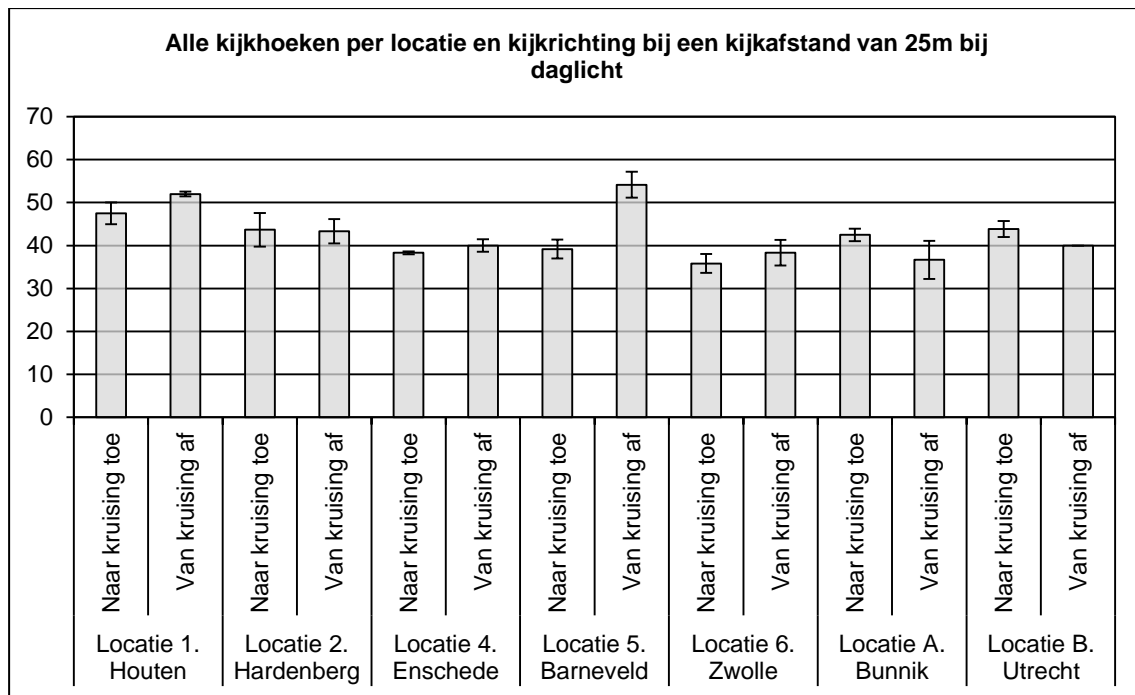 Alle kijkhoeken per locatie en kijkrichting bij een kijkafstand van 25m bij
daglicht
70
60
50
40
30
20
10
0
Naar kruising toe
Van kruising af
Naar kruising toe
Van kruising af
Naar kruising toe
Van kruising af
Naar kruising toe
Van kruising af
Naar kruising toe
Van kruising af
Naar kruising toe
Van kruising af
Naar kruising toe
Van kruising af
Locatie 1.
Houten
Locatie 2.
Hardenberg
Locatie 4.
Enschede
Locatie 5.
Barneveld
Locatie 6.
Zwolle
Locatie A.
Bunnik
Locatie B.
Utrecht